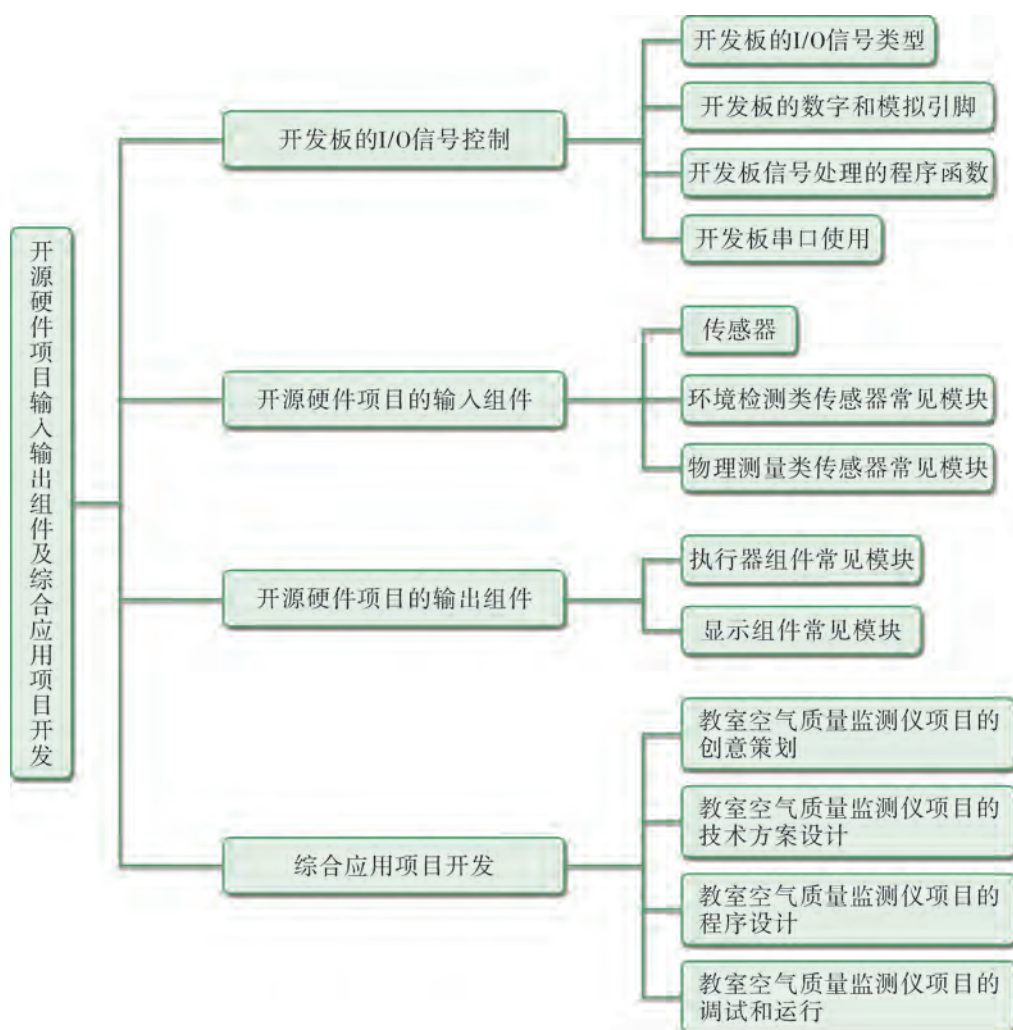 开源硬件项目输入输出组件及综合应用项目开发
开发板的I/O信号控制
开发板的I/O信号类型
开发板的数字和模拟引脚
开发板信号处理的程序函数
开发板串口使用
开源硬件项目的输入组件
传感器
环境检测类传感器常见模块
物理测量类传感器常见模块
开源硬件项目的输出组件
执行器组件常见模块
显示组件常见模块
综合应用项目开发
教室空气质量监测仪项目的
创意策划
教室空气质量监测仪项目的
技术方案设计
教室空气质量监测仪项目的
程序设计
教室空气质量监测仪项目的
调试和运行